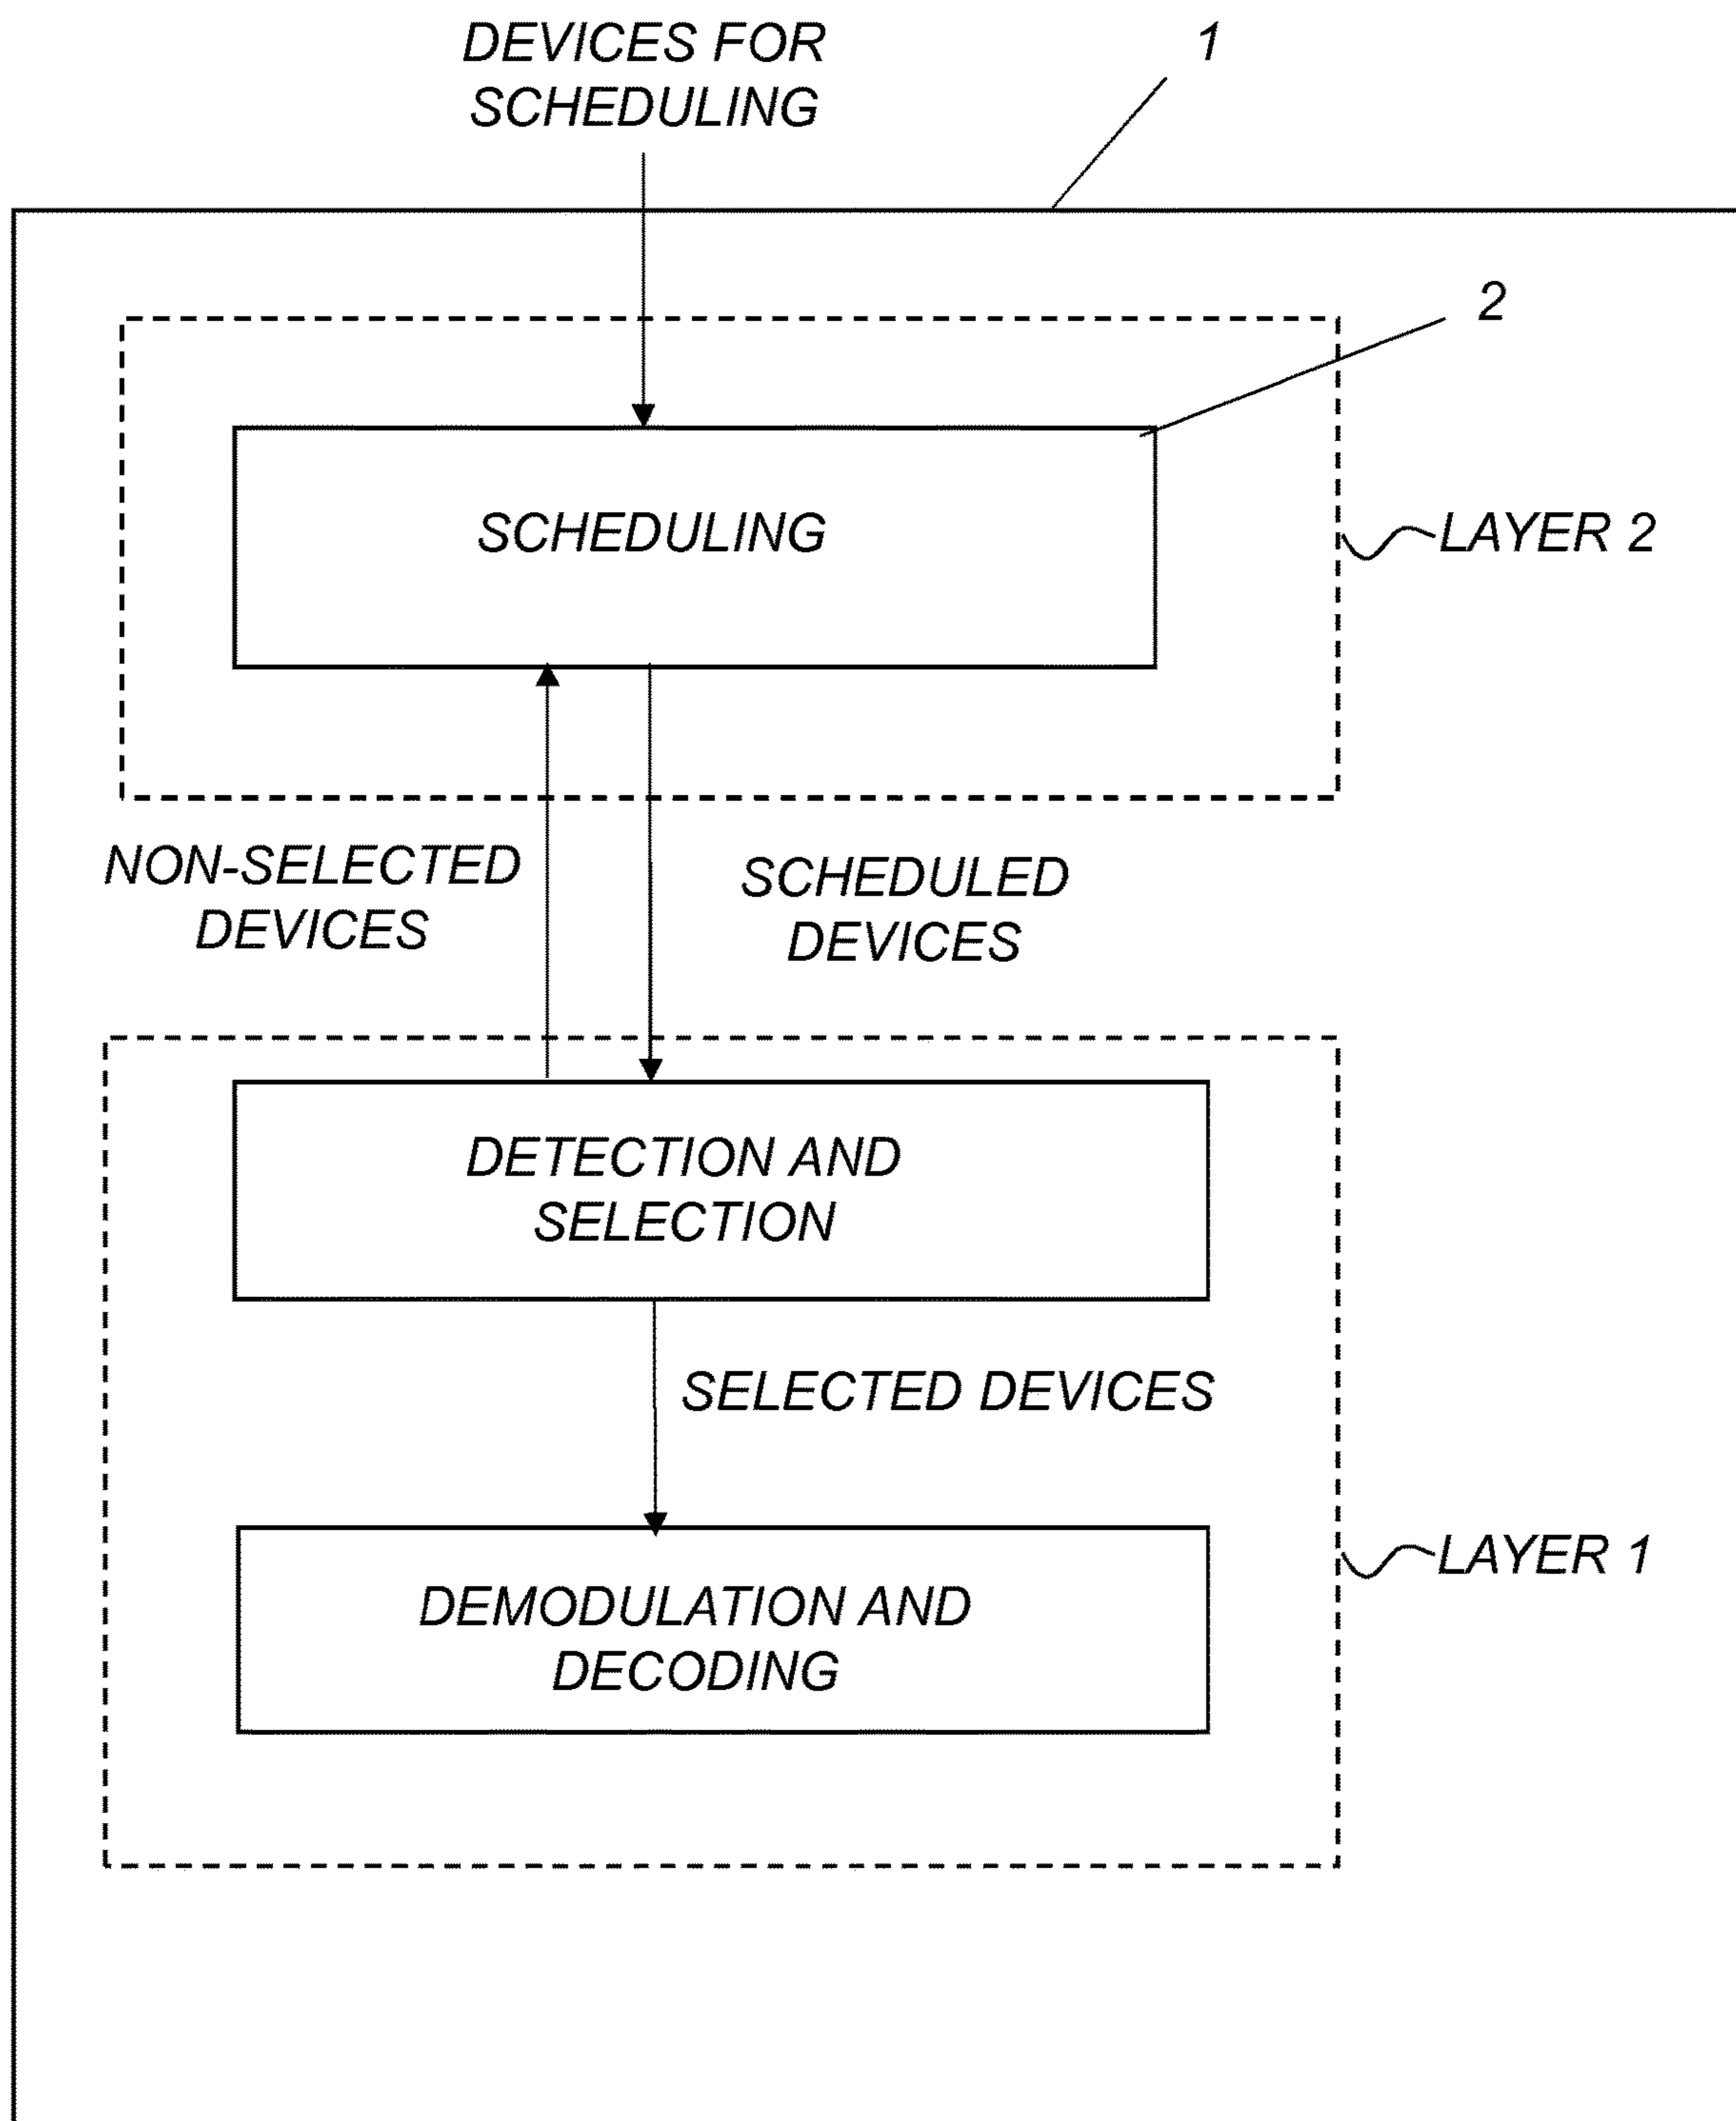 DEVICES FOR
SCHEDULING
1
2
SCHEDULING
LAYER 2
NON-SELECTED
DEVICES
SCHEDULED
DEVICES
DETECTION AND
SELECTION
SELECTED DEVICES
LAYER 1
DEMODULATION AND
DECODING